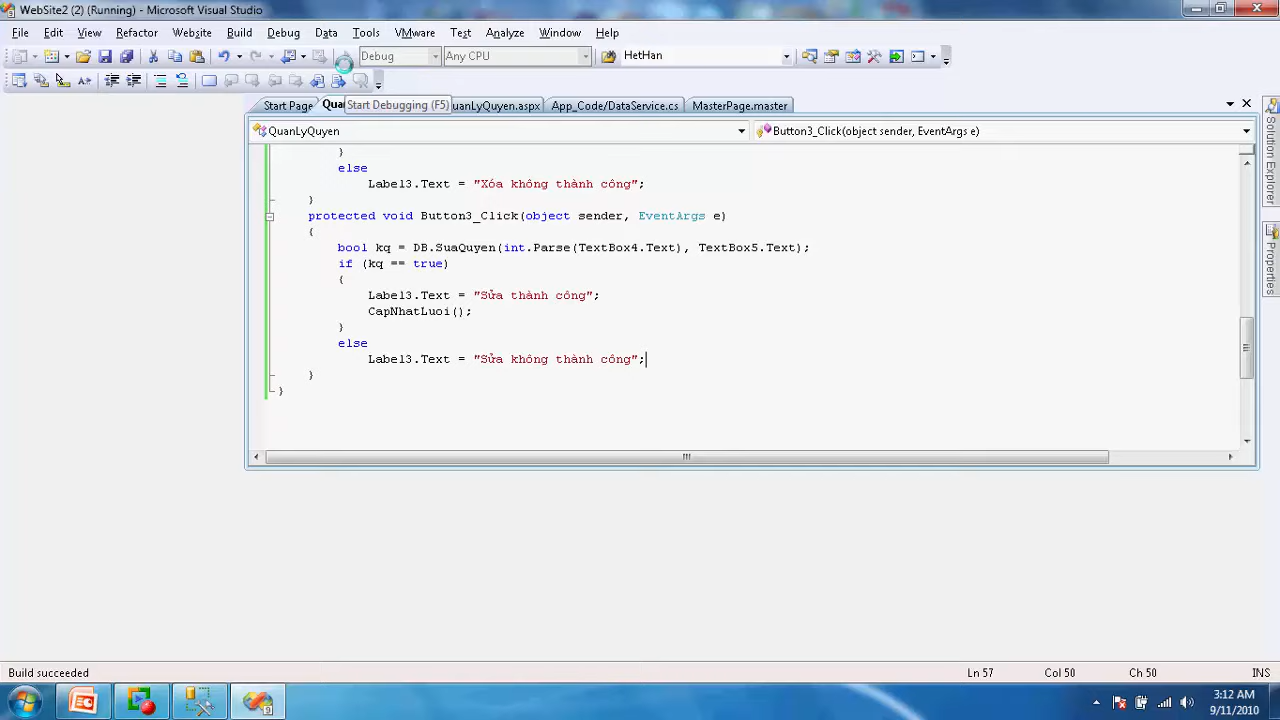 WebSite2 (2) (Running) - Microsoft Visual Studio
File Edit View Refactor Website Build Debug Data Tools VMware Test Analyze Window Help
Debug Any CPU HetHan
Start Page Qua Start Debugging (F5) uanLyQuyen.aspx App_Code/DataService.cs MasterPage.master
QuanLyQuyen Button3_Click(object sender, EventArgs e)
}
else
Label3.Text = "Xóa không thành công";
}
protected void Button3_Click(object sender, EventArgs e)
{
bool kq = DB.SuaQuyen(int.Parse(TextBox4.Text), TextBox5.Text);
if (kq == true)
{
Label3.Text = "Sửa thành công";
CapNhatLuoi();
}
else
Label3.Text = "Sửa không thành công";
}
}
Solution Explorer
Properties
Build succeeded Ln 57 Col 50 Ch 50 INS
3:12 AM
9/11/2010